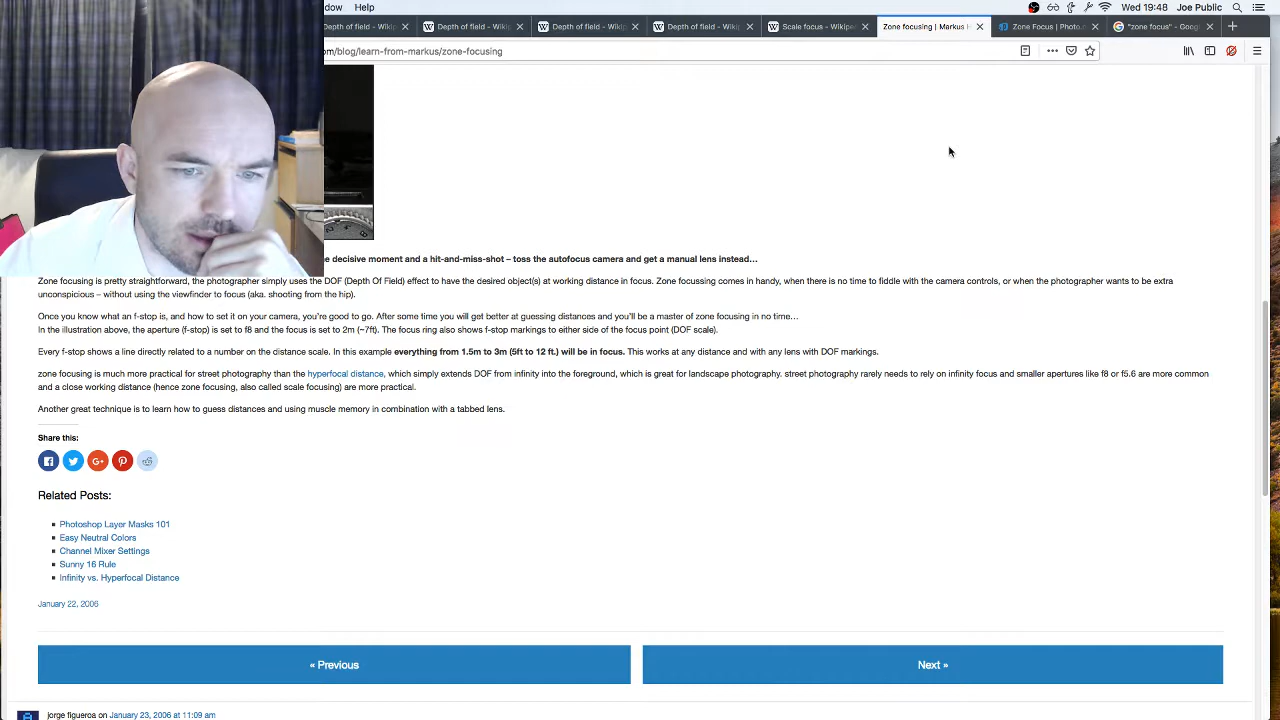 dow Help Wed 19:48 Joe Public
Depth of field - Wiki Depth of field - Wiki Depth of field - Wiki Depth of field - Wiki Scale focus - Wikipe Zone focusing | Markus H Zone Focus | Photo.n "zone focus" - Goog
om/blog/learn-from-markus/zone-focusing
e decisive moment and a hit-and-miss-shot – toss the autofocus camera and get a manual lens instead…
Zone focusing is pretty straightforward, the photographer simply uses the DOF (Depth Of Field) effect to have the desired object(s) at working distance in focus. Zone focussing comes in handy, when there is no time to fiddle with the camera controls, or when the photographer wants to be extra
unconspicious – without using the viewfinder to focus (aka. shooting from the hip).
Once you know what an f-stop is, and how to set it on your camera, you're good to go. After some time you will get better at guessing distances and you'll be a master of zone focusing in no time…
In the illustration above, the aperture (f-stop) is set to f8 and the focus is set to 2m (~7ft). The focus ring also shows f-stop markings to either side of the focus point (DOF scale).
Every f-stop shows a line directly related to a number on the distance scale. In this example everything from 1.5m to 3m (5ft to 12 ft.) will be in focus. This works at any distance and with any lens with DOF markings.
zone focusing is much more practical for street photography than the hyperfocal distance, which simply extends DOF from infinity into the foreground, which is great for landscape photography. street photography rarely needs to rely on infinity focus and smaller apertures like f8 or f5.6 are more common
and a close working distance (hence zone focusing, also called scale focusing) are more practical.
Another great technique is to learn how to guess distances and using muscle memory in combination with a tabbed lens.
Share this:
Related Posts:
Photoshop Layer Masks 101
Easy Neutral Colors
Channel Mixer Settings
Sunny 16 Rule
Infinity vs. Hyperfocal Distance
January 22, 2006
« Previous
Next »
jorge figueroa on January 23, 2006 at 11:09 am